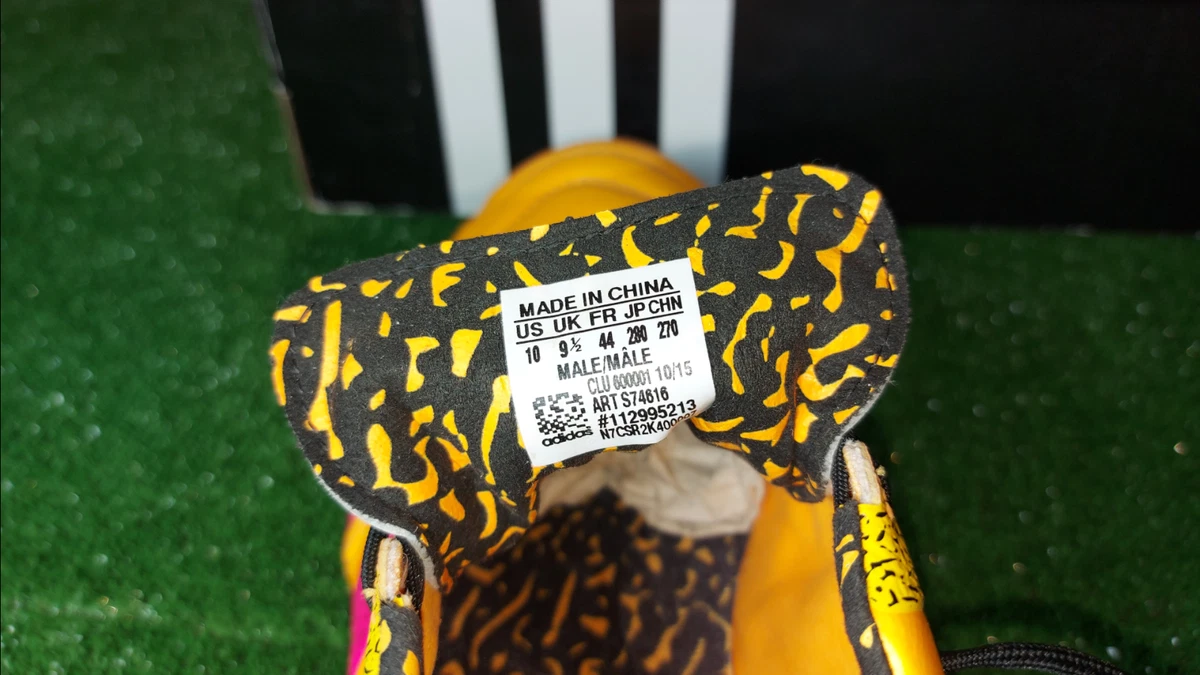 MADE IN CHINA
US UK FR JP CHN
10 9½ 44 280 270
MALE/MÂLE
CLU 600001 10/15
ART S74616
#112995213
adidas